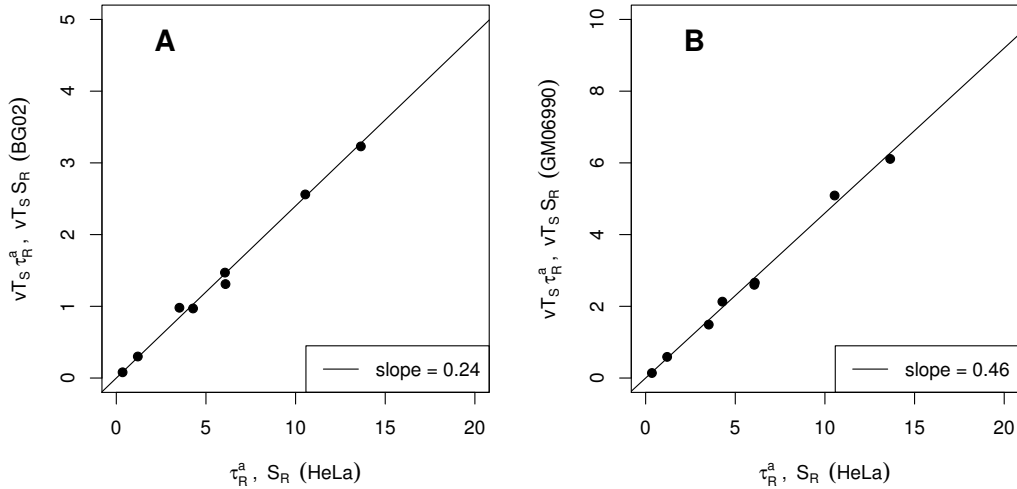 A
vT_S τ_R^a , vT_S S_R (BG02)
5
4
3
2
1
0
slope = 0.24
0 5 10 15 20
τ_R^a , S_R (HeLa)
B
vT_S τ_R^a , vT_S S_R (GM06990)
10
8
6
4
2
0
slope = 0.46
0 5 10 15 20
τ_R^a , S_R (HeLa)